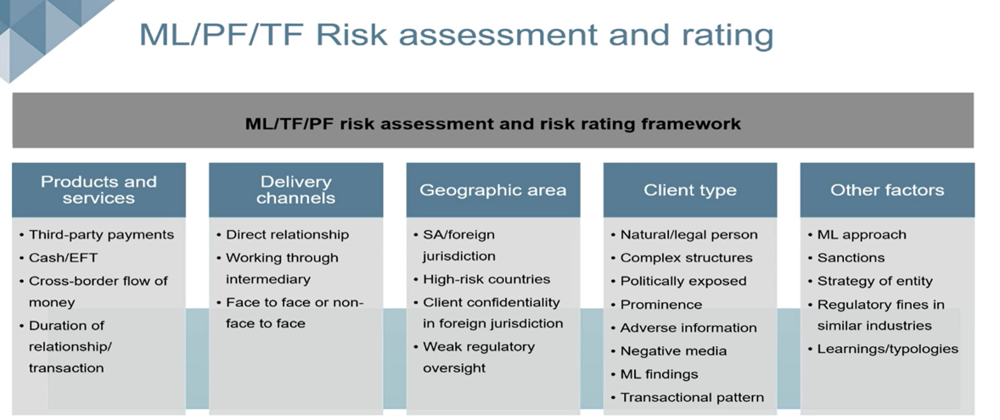 ML/PF/TF Risk assessment and rating
ML/TF/PF risk assessment and risk rating framework
Products and
services
• Third-party payments
• Cash/EFT
• Cross-border flow of
money
• Duration of
relationship/
transaction
Delivery
channels
• Direct relationship
• Working through
intermediary
• Face to face or non-
face to face
Geographic area
• SA/foreign
jurisdiction
• High-risk countries
• Client confidentiality
in foreign jurisdiction
• Weak regulatory
oversight
Client type
• Natural/legal person
• Complex structures
• Politically exposed
• Prominence
• Adverse information
• Negative media
• ML findings
• Transactional pattern
Other factors
• ML approach
• Sanctions
• Strategy of entity
• Regulatory fines in
similar industries
• Learnings/typologies